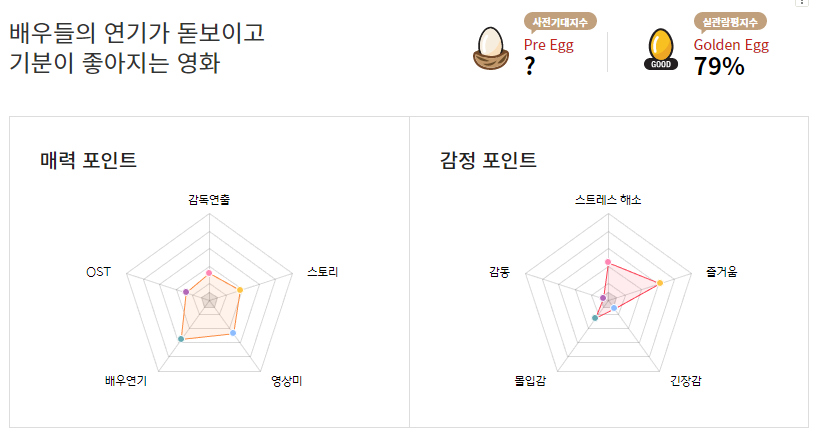 배우들의 연기가 돋보이고
기분이 좋아지는 영화
사전기대지수
Pre Egg
?
GOOD
실관람평지수
Golden Egg
79%
매력 포인트
감독연출
스토리
영상미
배우연기
OST
감정 포인트
스트레스 해소
즐거움
긴장감
몰입감
감동